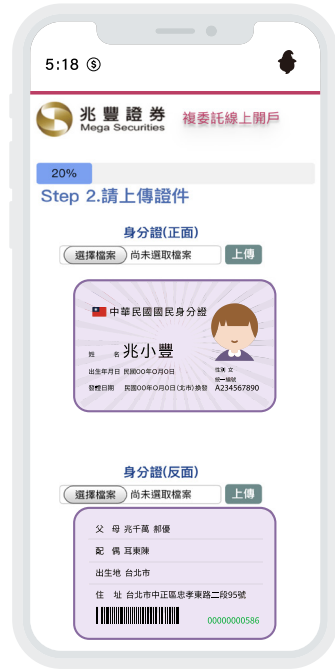 5:18
兆豐證券
Mega Securities
複委託線上開戶
20%
Step 2.請上傳證件
身分證(正面)
選擇檔案 尚未選取檔案 上傳
中華民國國民身分證
姓 名 兆小豐
出生年月日 民國00年0月0日
性別 女
發證日期 民國00年0月0日(北市)換發
統一編號
A234567890
身分證(反面)
選擇檔案 尚未選取檔案 上傳
父 母 兆千萬 郝優
配 偶 耳東陳
出生地 台北市
住 址 台北市中正區忠孝東路二段95號
00000000586